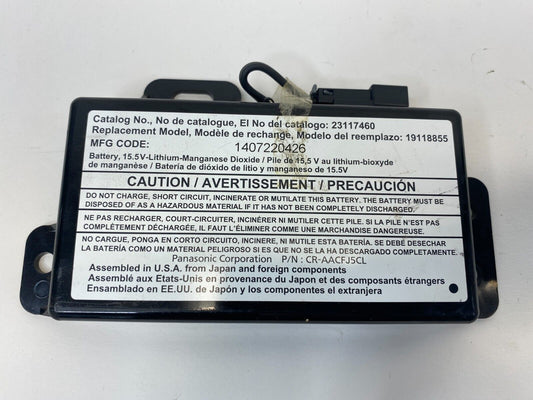 Catalog No., No de catalogue, El No del catálogo: 23117460
Replacement Model, Modèle de rechange, Modelo del reemplazo: 19118855
MFG CODE: 1407220426
Battery, 15.5V-Lithium-Manganese Dioxide / Pile de 15,5 V au lithium-bioxyde
de manganèse / Batería de dióxido de litio y manganeso de 15.5V
CAUTION / AVERTISSEMENT / PRECAUCIÓN
DO NOT CHARGE, SHORT CIRCUIT, INCINERATE OR MUTILATE THIS BATTERY. THE BATTERY MUST BE
DISPOSED OF AS A HAZARDOUS MATERIAL IF IT HAS NOT BEEN COMPLETELY DISCHARGED.
NE PAS RECHARGER, COURT-CIRCUITER, INCINÉRER NI MUTILER CETTE PILE. SI LA PILE N'EST PAS
COMPLÈTEMENT DÉCHARGÉE, IL FAUT L'ÉLIMINER COMME UNE MARCHANDISE DANGEREUSE.
NO CARGUE, PONGA EN CORTO CIRCUITO, INCINERE, NI MUTILE ESTA BATERÍA. SE DEBE DESECHAR
LA BATERÍA COMO UN MATERIAL PELIGROSO SI ES QUE NO SE LA HA DESCARGADO COMPLETAMENTE.
Panasonic Corporation P/N : CR-AACFJ5CL
Assembled in U.S.A. from Japan and foreign components
Assemblé aux Etats-Unis en provenance du Japon et des composants étrangers
Ensamblado en EE.UU. de Japón y los componentes el extranjero